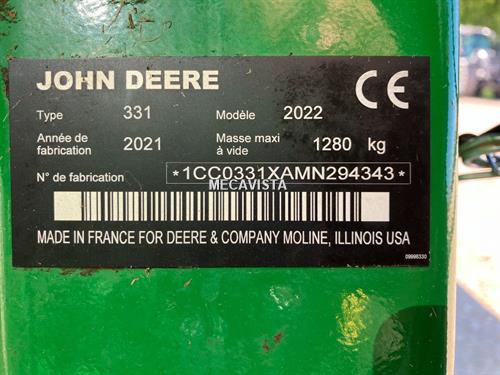 JOHN DEERE CE
Type 331 Modèle 2022
Année de fabrication 2021 Masse maxi à vide 1280 kg
N° de fabrication *1CC0331XAMN294343*
MECAVISTA
MADE IN FRANCE FOR DEERE & COMPANY MOLINE, ILLINOIS USA
09998330